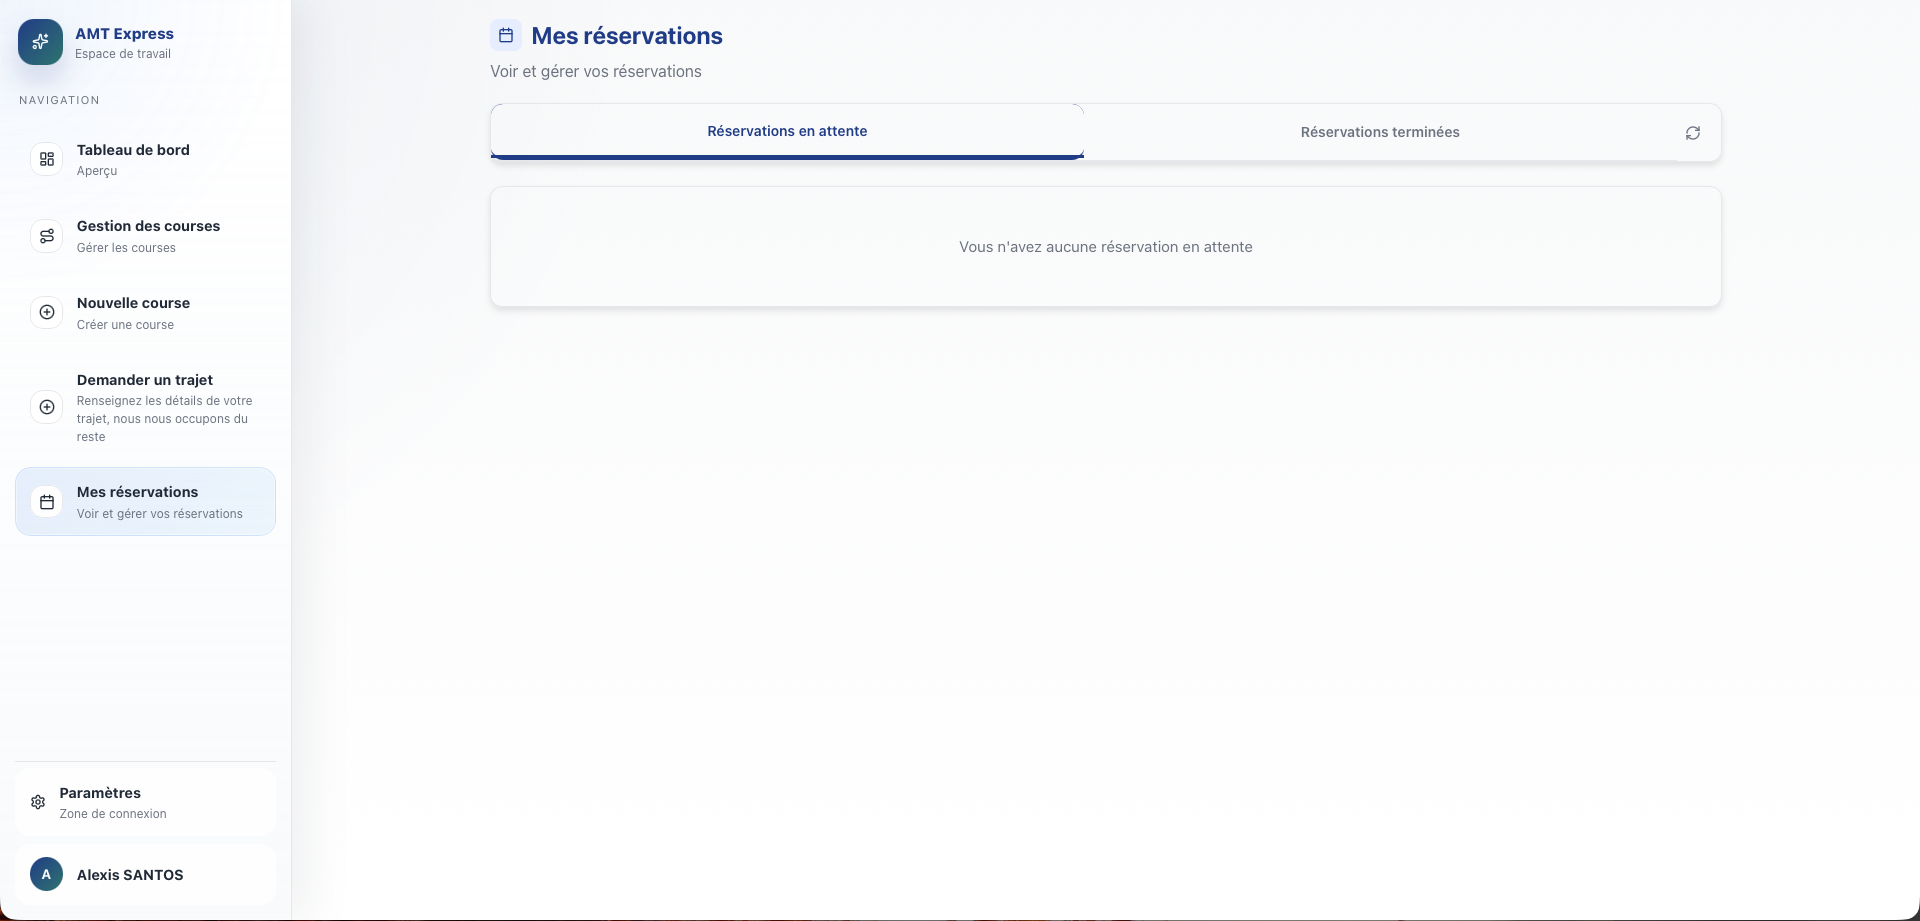 AMT Express
Espace de travail
NAVIGATION
Tableau de bord
Aperçu
Gestion des courses
Gérer les courses
Nouvelle course
Créer une course
Demander un trajet
Renseignez les détails de votre
trajet, nous nous occupons du
reste
Mes réservations
Voir et gérer vos réservations
Paramètres
Zone de connexion
A
Alexis SANTOS
Mes réservations
Voir et gérer vos réservations
Réservations en attente
Réservations terminées
Vous n'avez aucune réservation en attente